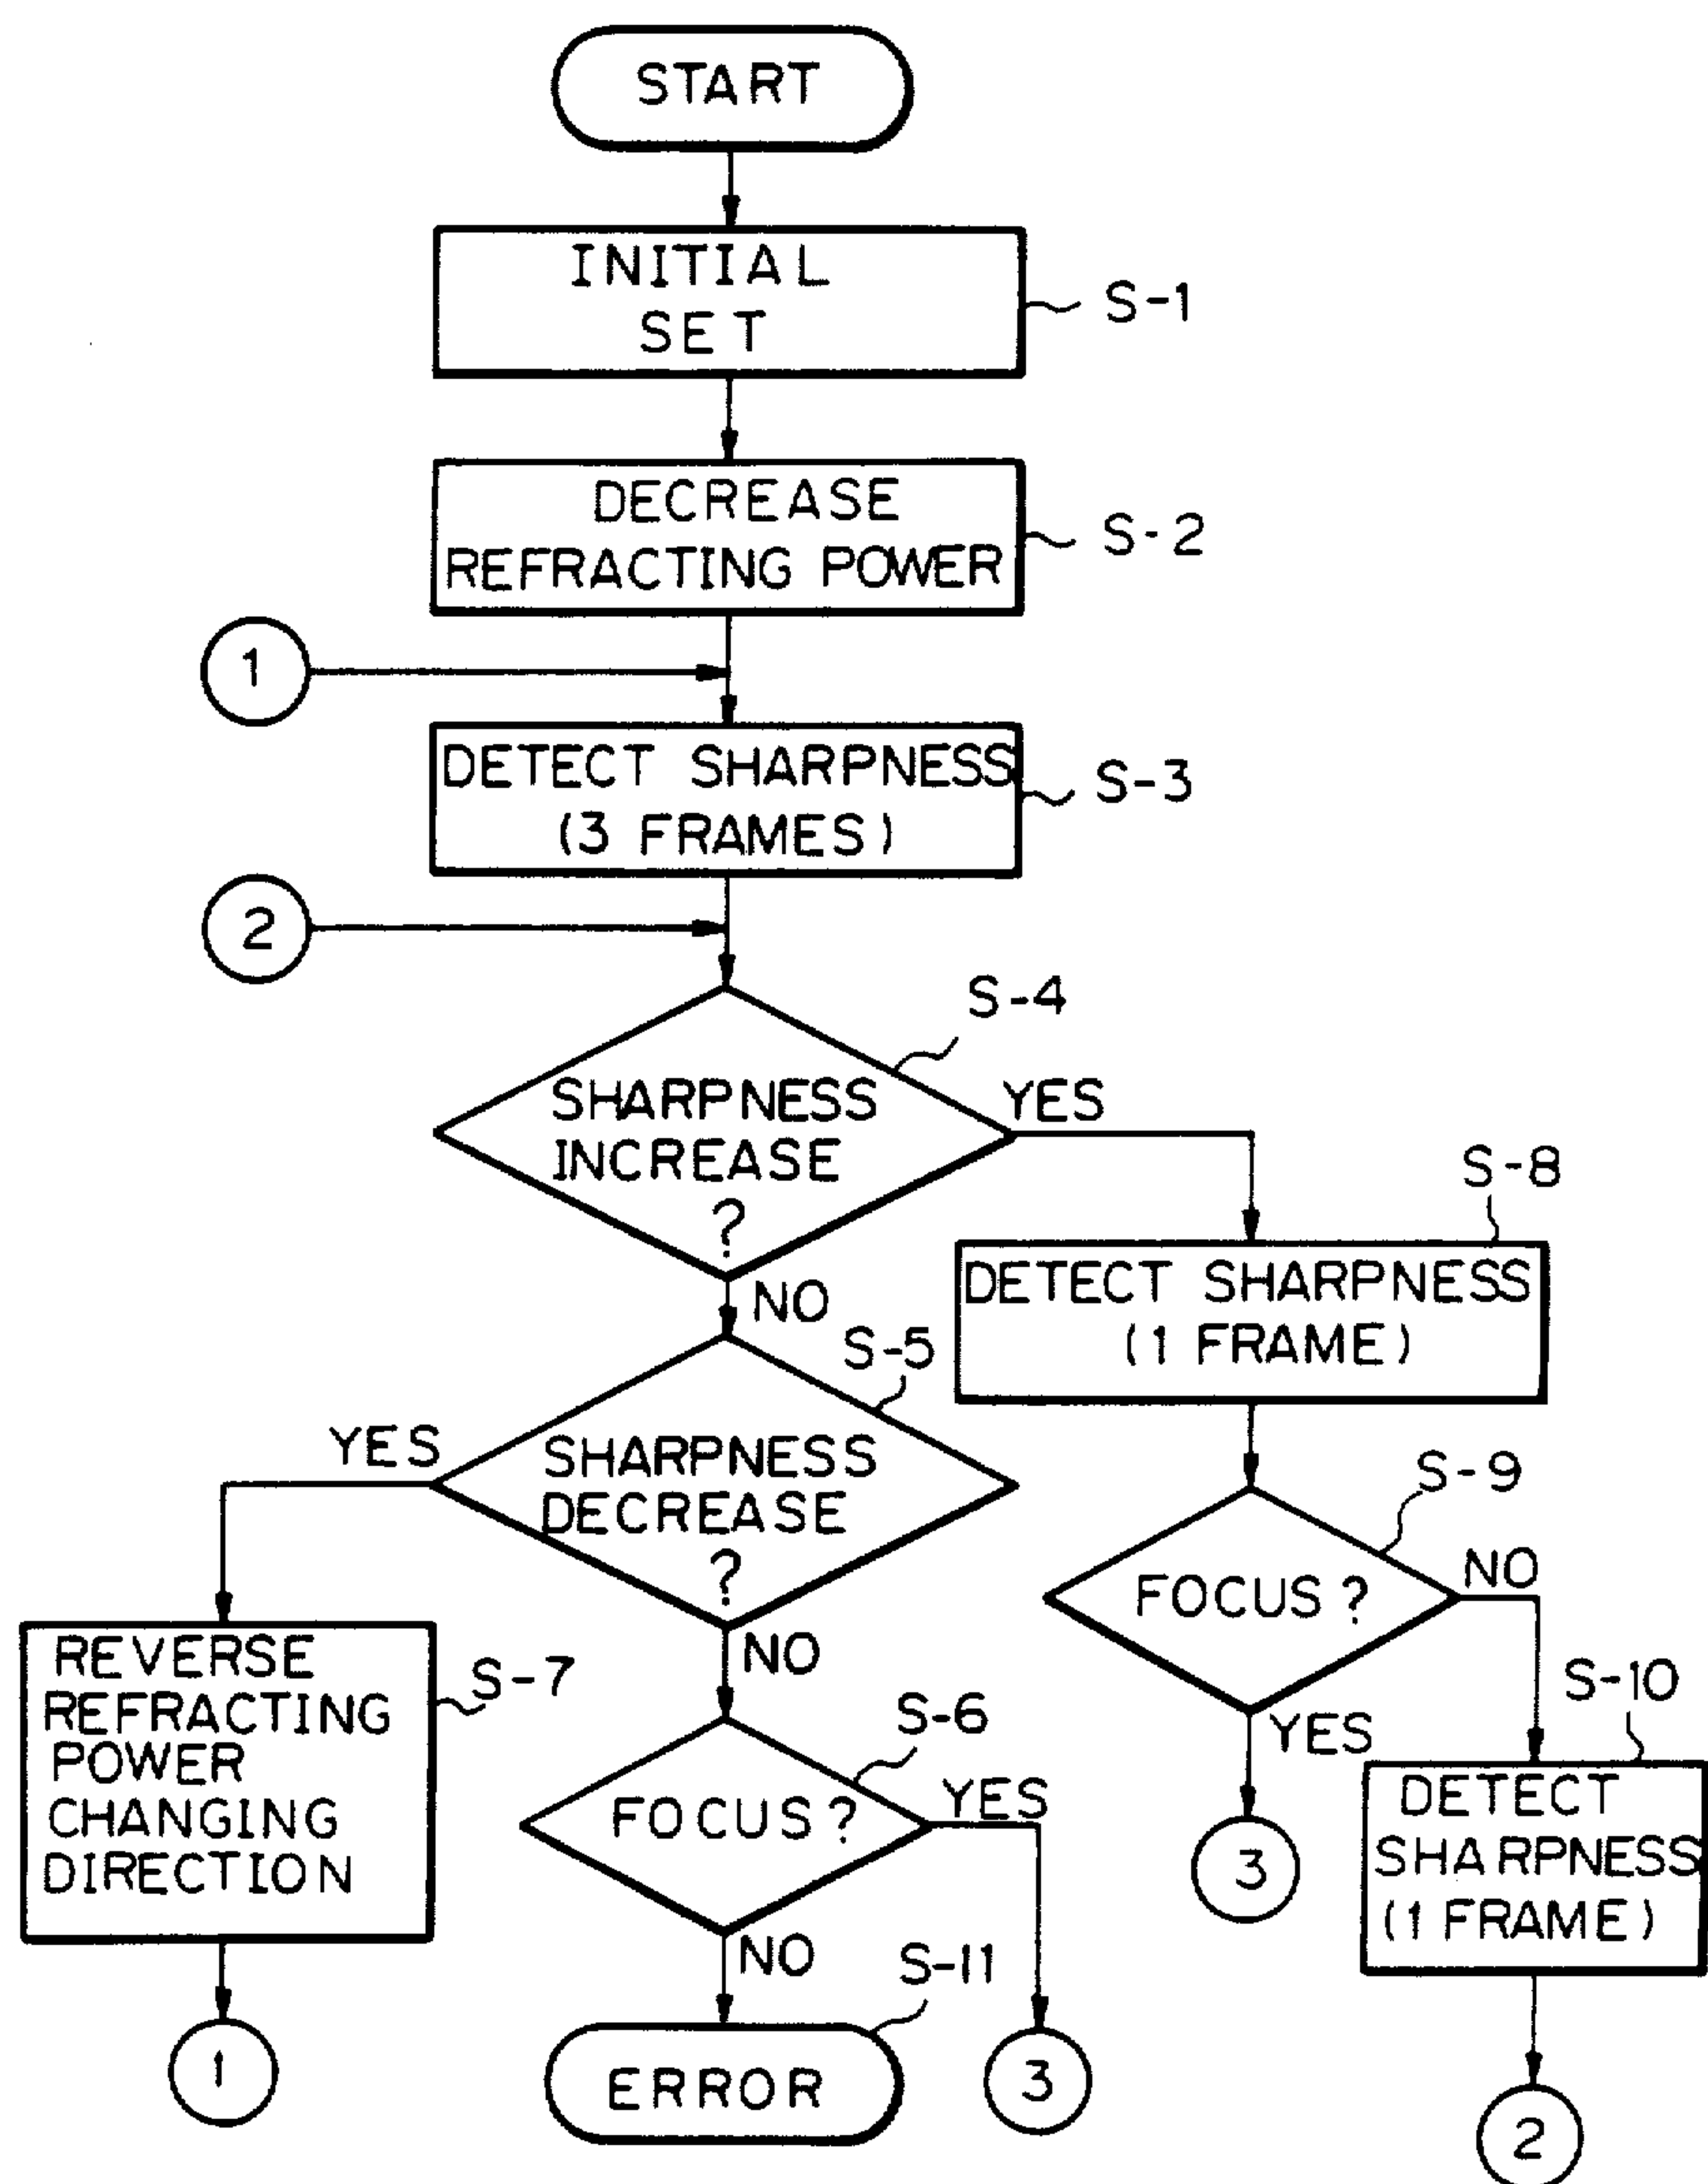 START
INITIAL
SET
S-1
DECREASE
REFRACTING POWER
S-2
1
DETECT SHARPNESS
(3 FRAMES)
S-3
2
S-4
SHARPNESS
INCREASE
?
YES
NO
S-8
DETECT SHARPNESS
(1 FRAME)
S-5
SHARPNESS
DECREASE
?
YES
NO
S-9
FOCUS?
NO
YES
REVERSE
REFRACTING
POWER
CHANGING
DIRECTION
S-7
S-6
FOCUS?
YES
NO
3
S-10
DETECT
SHARPNESS
(1 FRAME)
1
S-11
ERROR
3
2